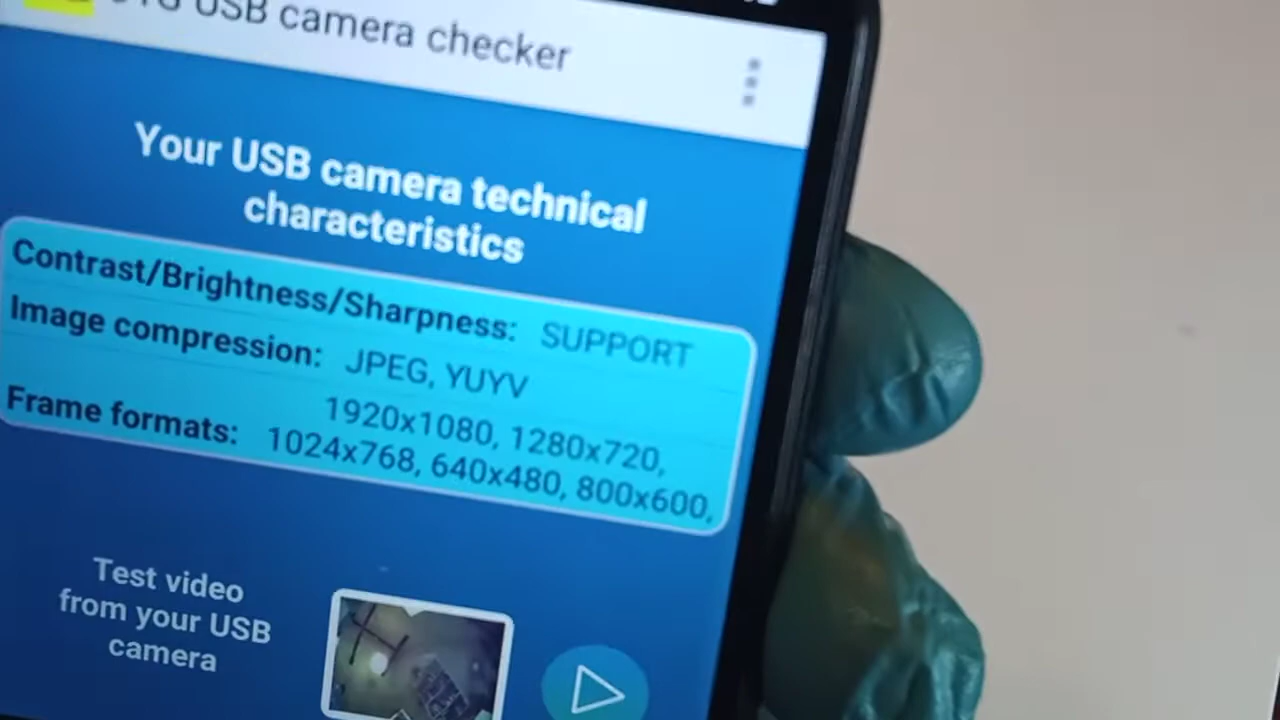 USB camera checker
Your USB camera technical
characteristics
Contrast/Brightness/Sharpness: SUPPORT
Image compression: JPEG, YUYV
Frame formats: 1920x1080, 1280x720,
1024x768, 640x480, 800x600,
Test video
from your USB
camera